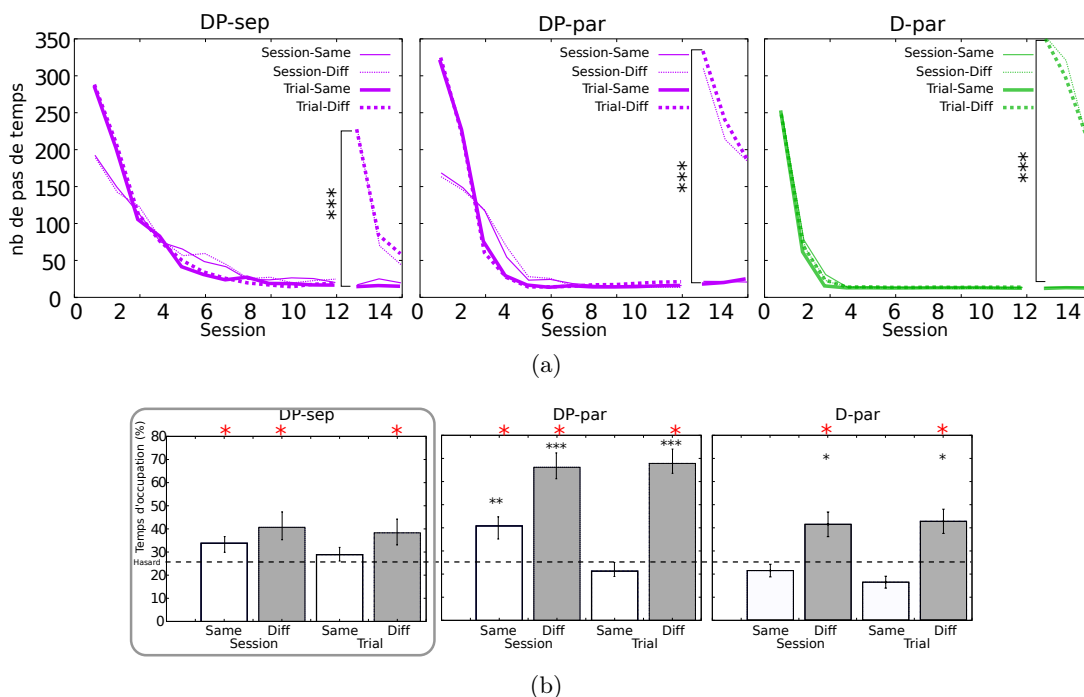 DP-sep
DP-par
D-par
nb de pas de temps
350
300
250
200
150
100
50
0
Session-Same
Session-Diff
Trial-Same
Trial-Diff
***
0 2 4 6 8 10 12 14
Session
Session-Same
Session-Diff
Trial-Same
Trial-Diff
***
0 2 4 6 8 10 12 14
Session
Session-Same
Session-Diff
Trial-Same
Trial-Diff
***
0 2 4 6 8 10 12 14
Session
(a)
DP-sep
DP-par
D-par
* * *
* * *
* *
Temps d'occupation (%)
80
70
60
50
40
30
Hasard
20
10
0
** *** ***
* *
Same Diff Same Diff
Session Trial
Same Diff Same Diff
Session Trial
Same Diff Same Diff
Session Trial
(b)